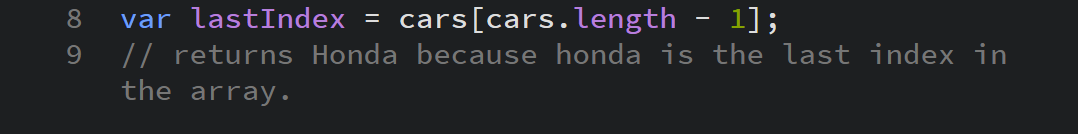 8 var lastIndex = cars[cars.length - 1];
9 // returns Honda because honda is the last index in
the array.